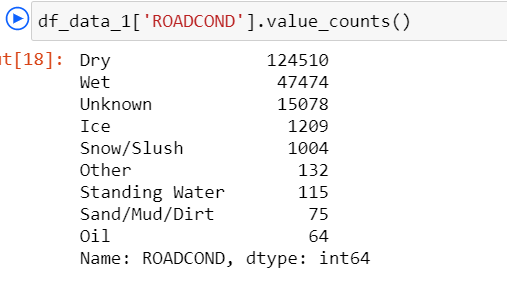 df_data_1['ROADCOND'].value_counts()
ut[18]: Dry 124510
Wet 47474
Unknown 15078
Ice 1209
Snow/Slush 1004
Other 132
Standing Water 115
Sand/Mud/Dirt 75
Oil 64
Name: ROADCOND, dtype: int64